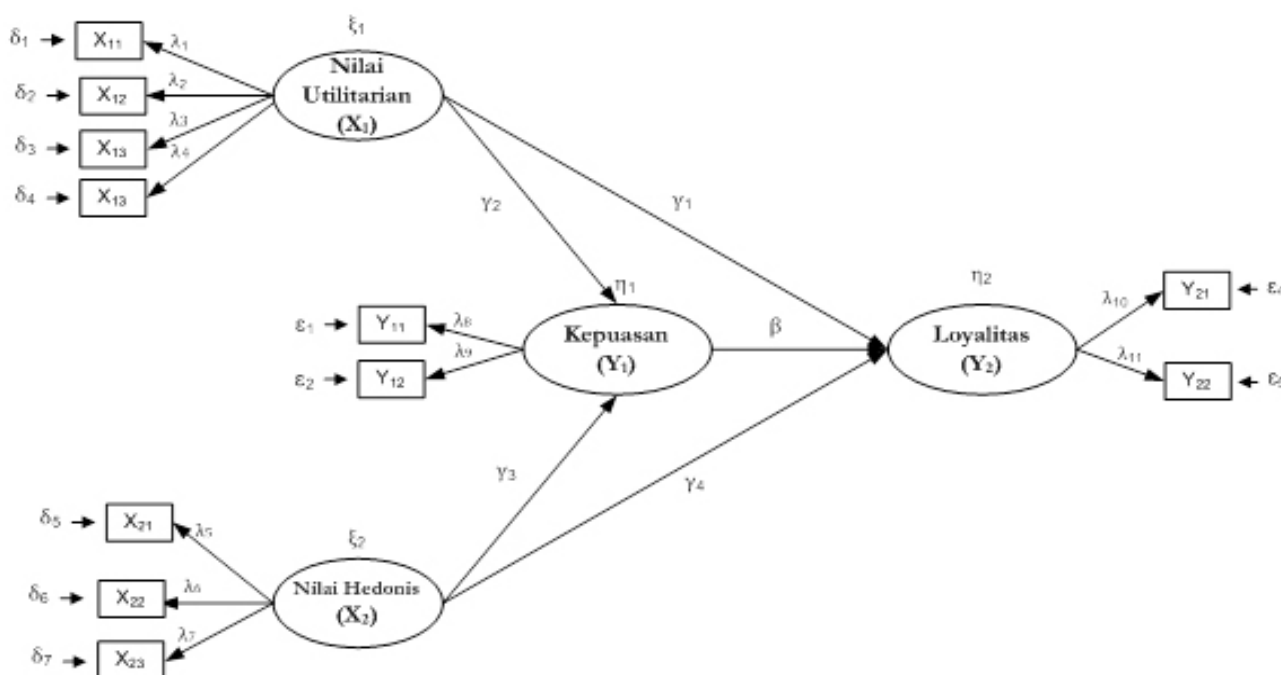 ξ1
δ1
X11
λ1
Nilai
Utilitarian
(X1)
δ2
X12
λ2
δ3
X13
λ3
δ4
X13
λ4
γ2
γ1
η1
η2
ε1
Y11
λ8
ε2
Y12
λ9
Kepuasan
(Y1)
β
Loyalitas
(Y2)
λ10
Y21
ε4
λ11
Y22
γ3
γ4
ξ2
δ5
X21
λ5
δ6
X22
λ6
δ7
X23
λ7
Nilai Hedonis
(X2)